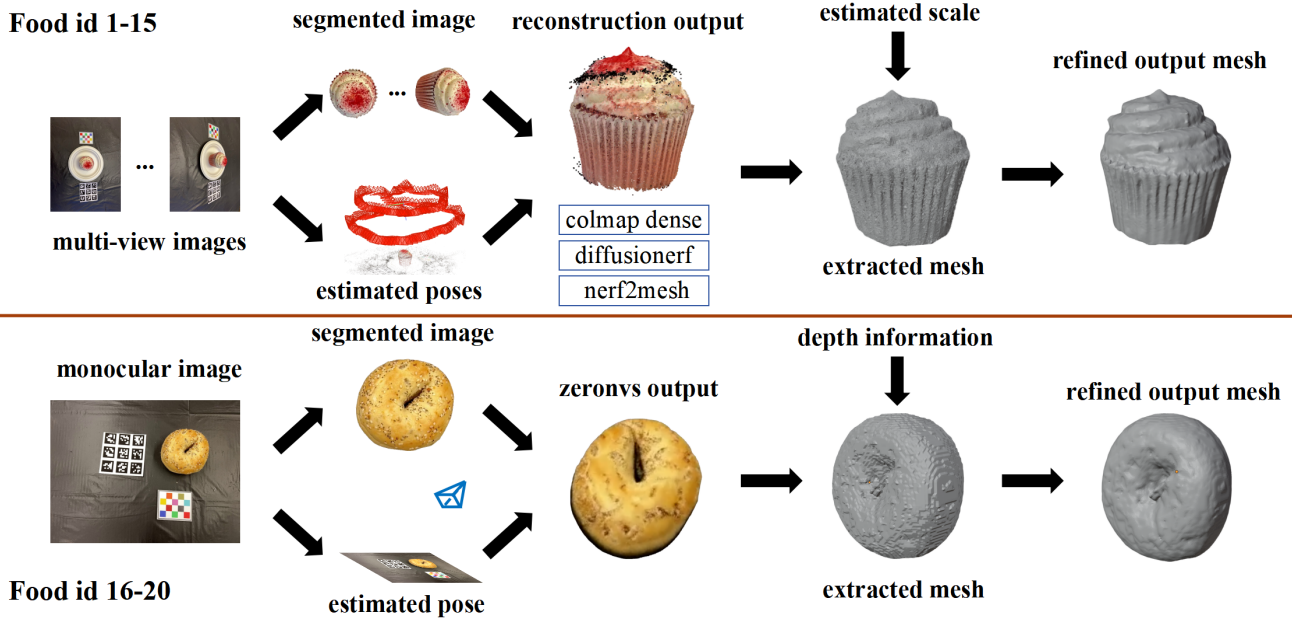 Food id 1-15
segmented image
reconstruction output
estimated scale
refined output mesh
...
...
multi-view images
estimated poses
colmap dense
diffusionerf
nerf2mesh
extracted mesh
segmented image
depth information
monocular image
zeronvs output
refined output mesh
Food id 16-20
estimated pose
extracted mesh